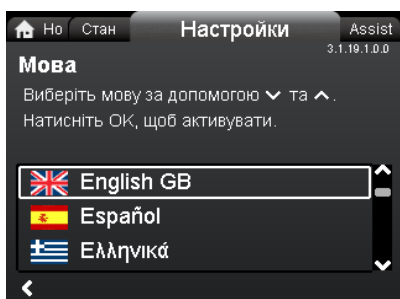 Но Стан Настройки Assist
3.1.19.1.0.0
Мова
Виберіть мову за допомогою ⌄ та ⌃.
Натисніть OK, щоб активувати.
English GB
Español
Ελληνικά